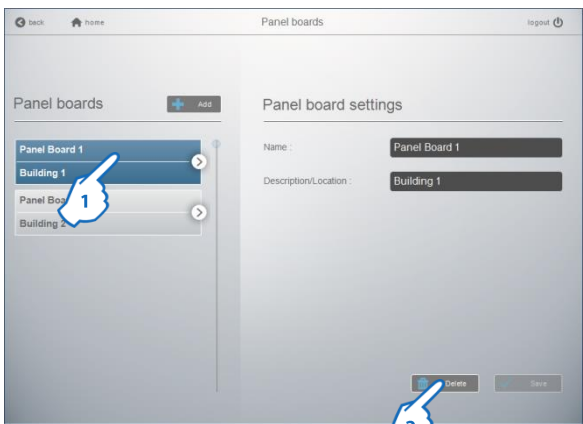 back home Panel boards logout
Panel boards Add
Panel board settings
Panel Board 1
Building 1
Name : Panel Board 1
Description/Location : Building 1
1
Panel
Building 2
Delete Save
2